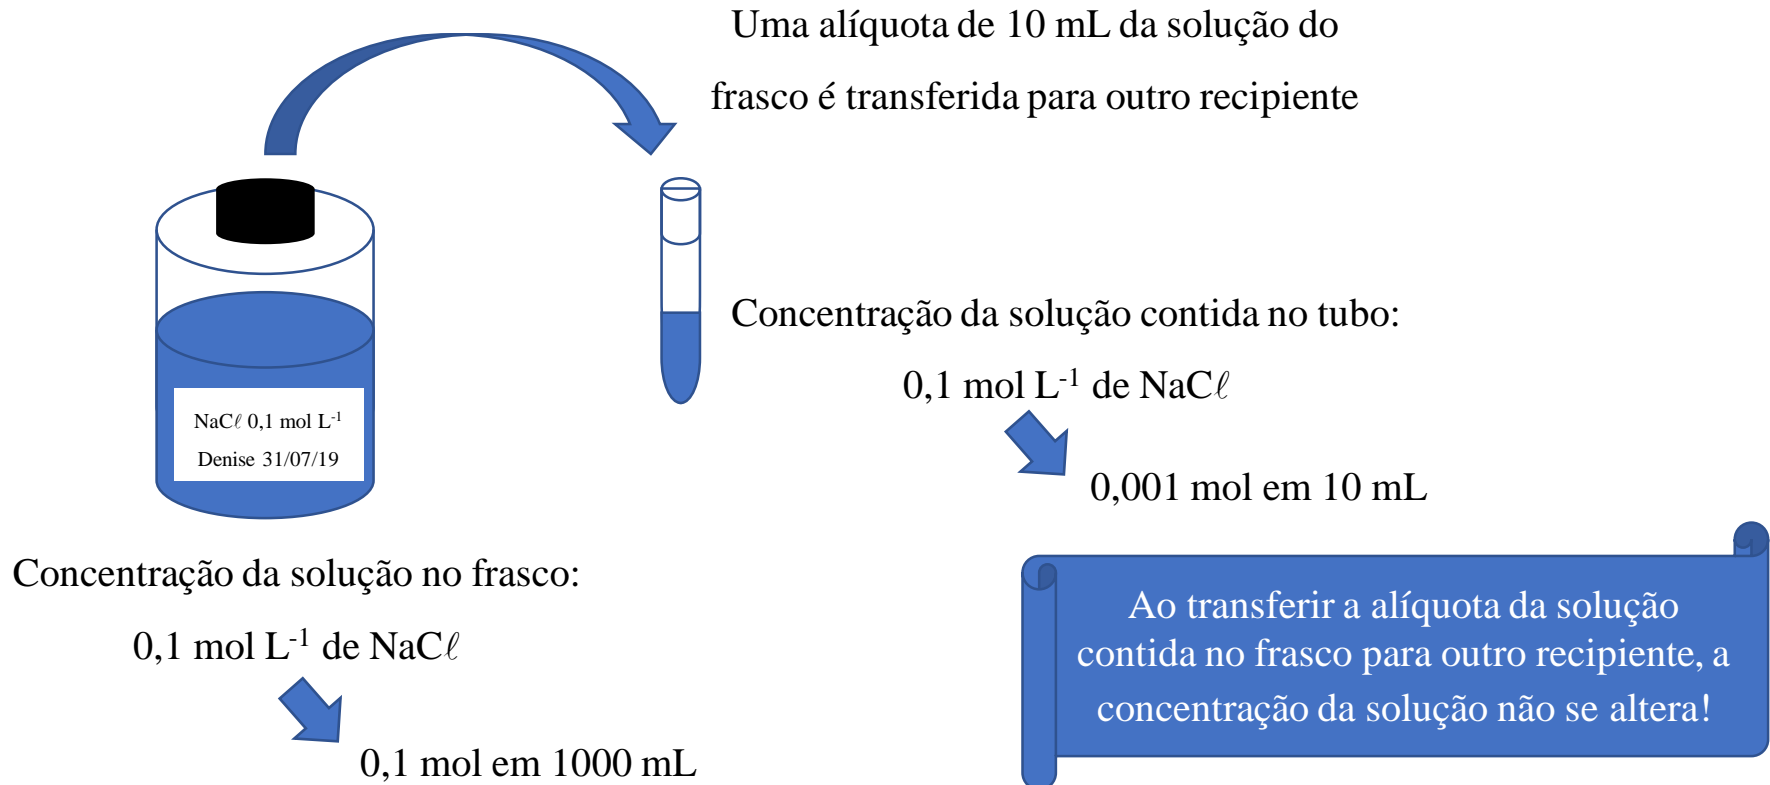 Uma alíquota de 10 mL da solução do
frasco é transferida para outro recipiente
NaCℓ 0,1 mol L⁻¹
Denise 31/07/19
Concentração da solução no frasco:
0,1 mol L⁻¹ de NaCℓ
0,1 mol em 1000 mL
Concentração da solução contida no tubo:
0,1 mol L⁻¹ de NaCℓ
0,001 mol em 10 mL
Ao transferir a alíquota da solução
contida no frasco para outro recipiente, a
concentração da solução não se altera!